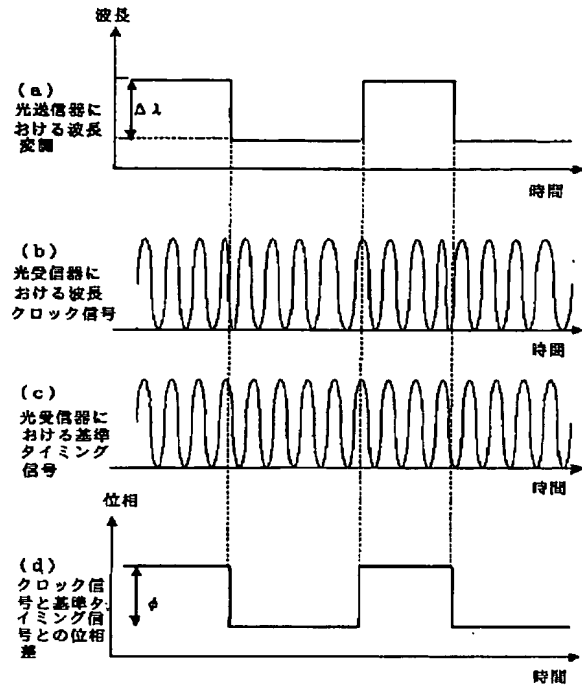 波長
(a)
光送信器に
おける波長
変調
Δλ
時間
(b)
光受信器に
おける波長
クロック信号
時間
(c)
光受信器に
おける基準
タイミング
信号
時間
位相
(d)
クロック信
号と基準タ
イミング信
号との位相
差
φ
時間